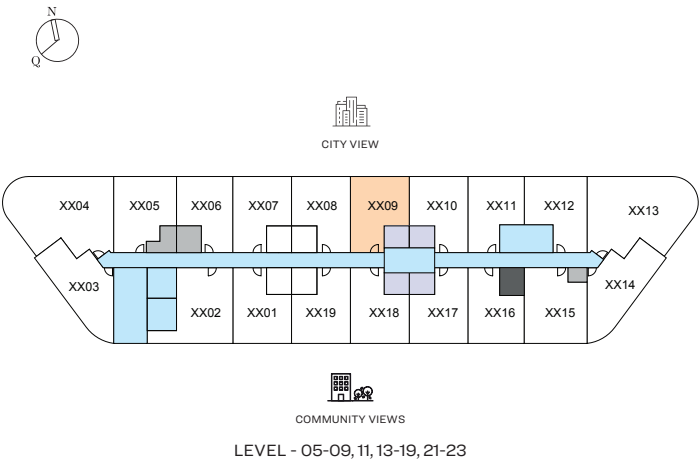 N
Q
CITY VIEW
XX04 XX05 XX06 XX07 XX08 XX09 XX10 XX11 XX12 XX13
XX03 XX14
XX02 XX01 XX19 XX18 XX17 XX16 XX15
COMMUNITY VIEWS
LEVEL - 05-09, 11, 13-19, 21-23